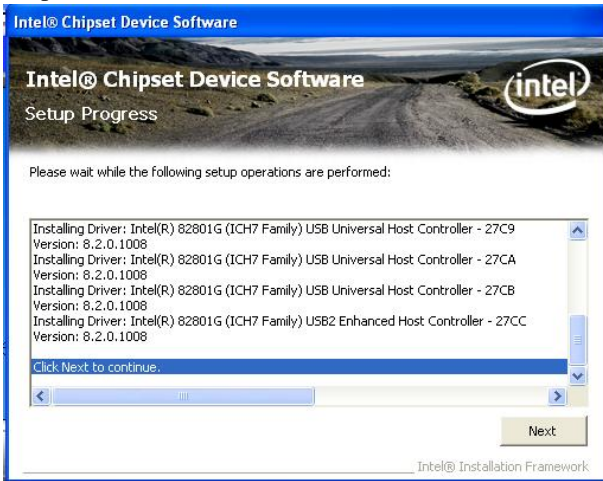 Intel® Chipset Device Software
Intel® Chipset Device Software
intel
Setup Progress
Please wait while the following setup operations are performed:
Installing Driver: Intel(R) 82801G (ICH7 Family) USB Universal Host Controller - 27C9
Version: 8.2.0.1008
Installing Driver: Intel(R) 82801G (ICH7 Family) USB Universal Host Controller - 27CA
Version: 8.2.0.1008
Installing Driver: Intel(R) 82801G (ICH7 Family) USB Universal Host Controller - 27CB
Version: 8.2.0.1008
Installing Driver: Intel(R) 82801G (ICH7 Family) USB2 Enhanced Host Controller - 27CC
Version: 8.2.0.1008
Click Next to continue.
Next
Intel® Installation Framework